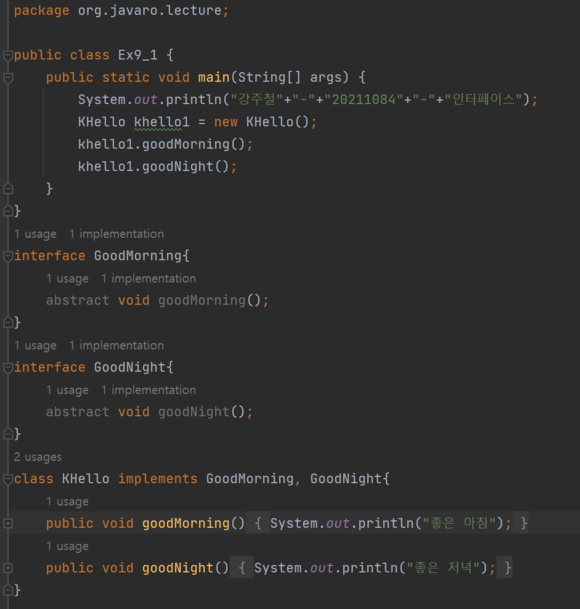 package org.javaro.lecture;
public class Ex9_1 {
public static void main(String[] args) {
System.out.println("강주철"+"-"+"20211084"+"-"+"인터페이스");
KHello khello1 = new KHello();
khello1.goodMorning();
khello1.goodNight();
}
}
1 usage 1 implementation
interface GoodMorning{
1 usage 1 implementation
abstract void goodMorning();
}
1 usage 1 implementation
interface GoodNight{
1 usage 1 implementation
abstract void goodNight();
}
2 usages
class KHello implements GoodMorning, GoodNight{
1 usage
public void goodMorning() { System.out.println("좋은 아침"); }
1 usage
public void goodNight() { System.out.println("좋은 저녁"); }
}